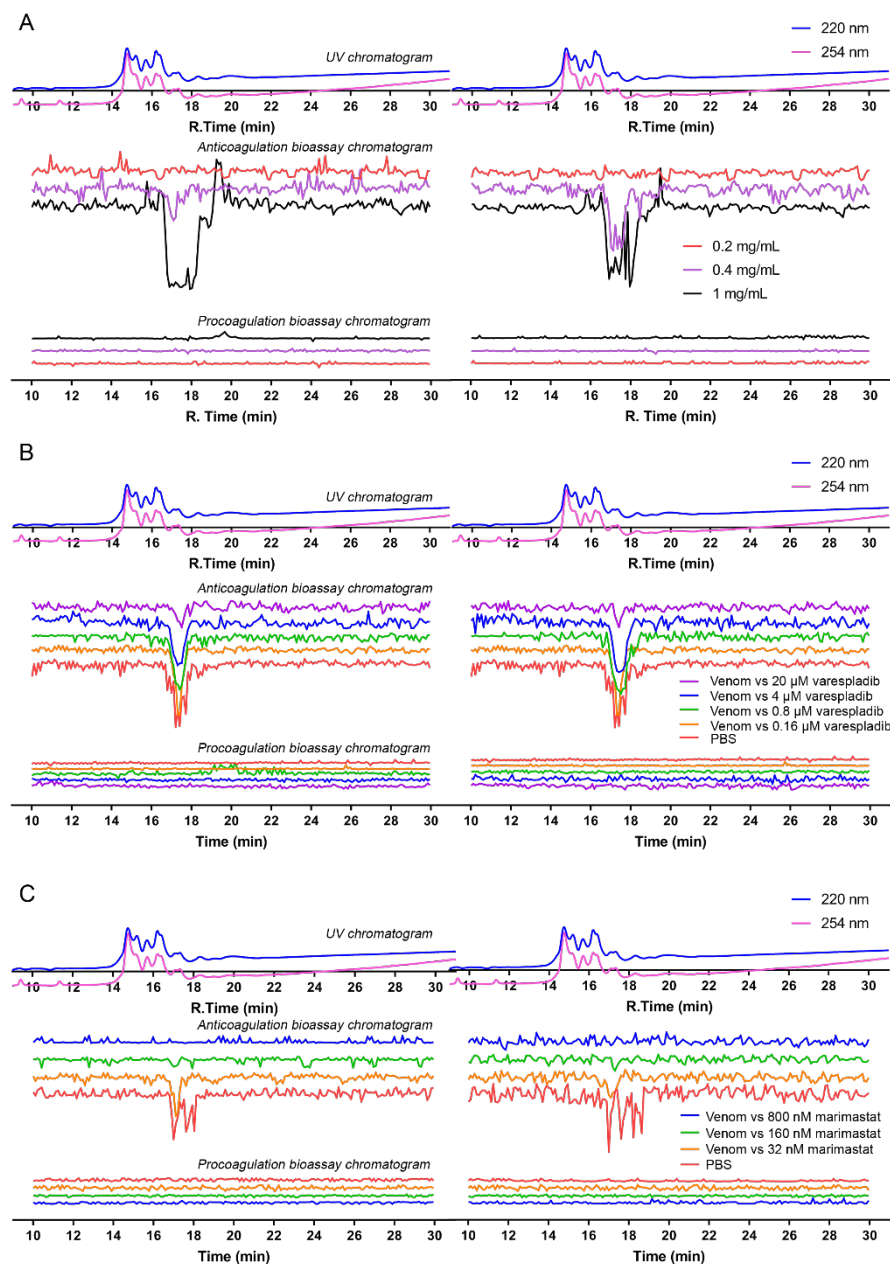 A
220 nm
254 nm
UV chromatogram
10 12 14 16 18 20 22 24 26 28 30
10 12 14 16 18 20 22 24 26 28 30
R.Time (min)
R.Time (min)
Anticoagulation bioassay chromatogram
0.2 mg/mL
0.4 mg/mL
1 mg/mL
Procoagulation bioassay chromatogram
10 12 14 16 18 20 22 24 26 28 30
10 12 14 16 18 20 22 24 26 28 30
R. Time (min)
R. Time (min)
B
220 nm
254 nm
UV chromatogram
10 12 14 16 18 20 22 24 26 28 30
10 12 14 16 18 20 22 24 26 28 30
R.Time (min)
R.Time (min)
Anticoagulation bioassay chromatogram
Venom vs 20 µM varespladib
Venom vs 4 µM varespladib
Venom vs 0.8 µM varespladib
Venom vs 0.16 µM varespladib
PBS
Procoagulation bioassay chromatogram
10 12 14 16 18 20 22 24 26 28 30
10 12 14 16 18 20 22 24 26 28 30
Time (min)
Time (min)
C
220 nm
254 nm
UV chromatogram
10 12 14 16 18 20 22 24 26 28 30
10 12 14 16 18 20 22 24 26 28 30
R.Time (min)
R.Time (min)
Anticoagulation bioassay chromatogram
Venom vs 800 nM marimastat
Venom vs 160 nM marimastat
Venom vs 32 nM marimastat
PBS
Procoagulation bioassay chromatogram
10 12 14 16 18 20 22 24 26 28 30
10 12 14 16 18 20 22 24 26 28 30
Time (min)
Time (min)